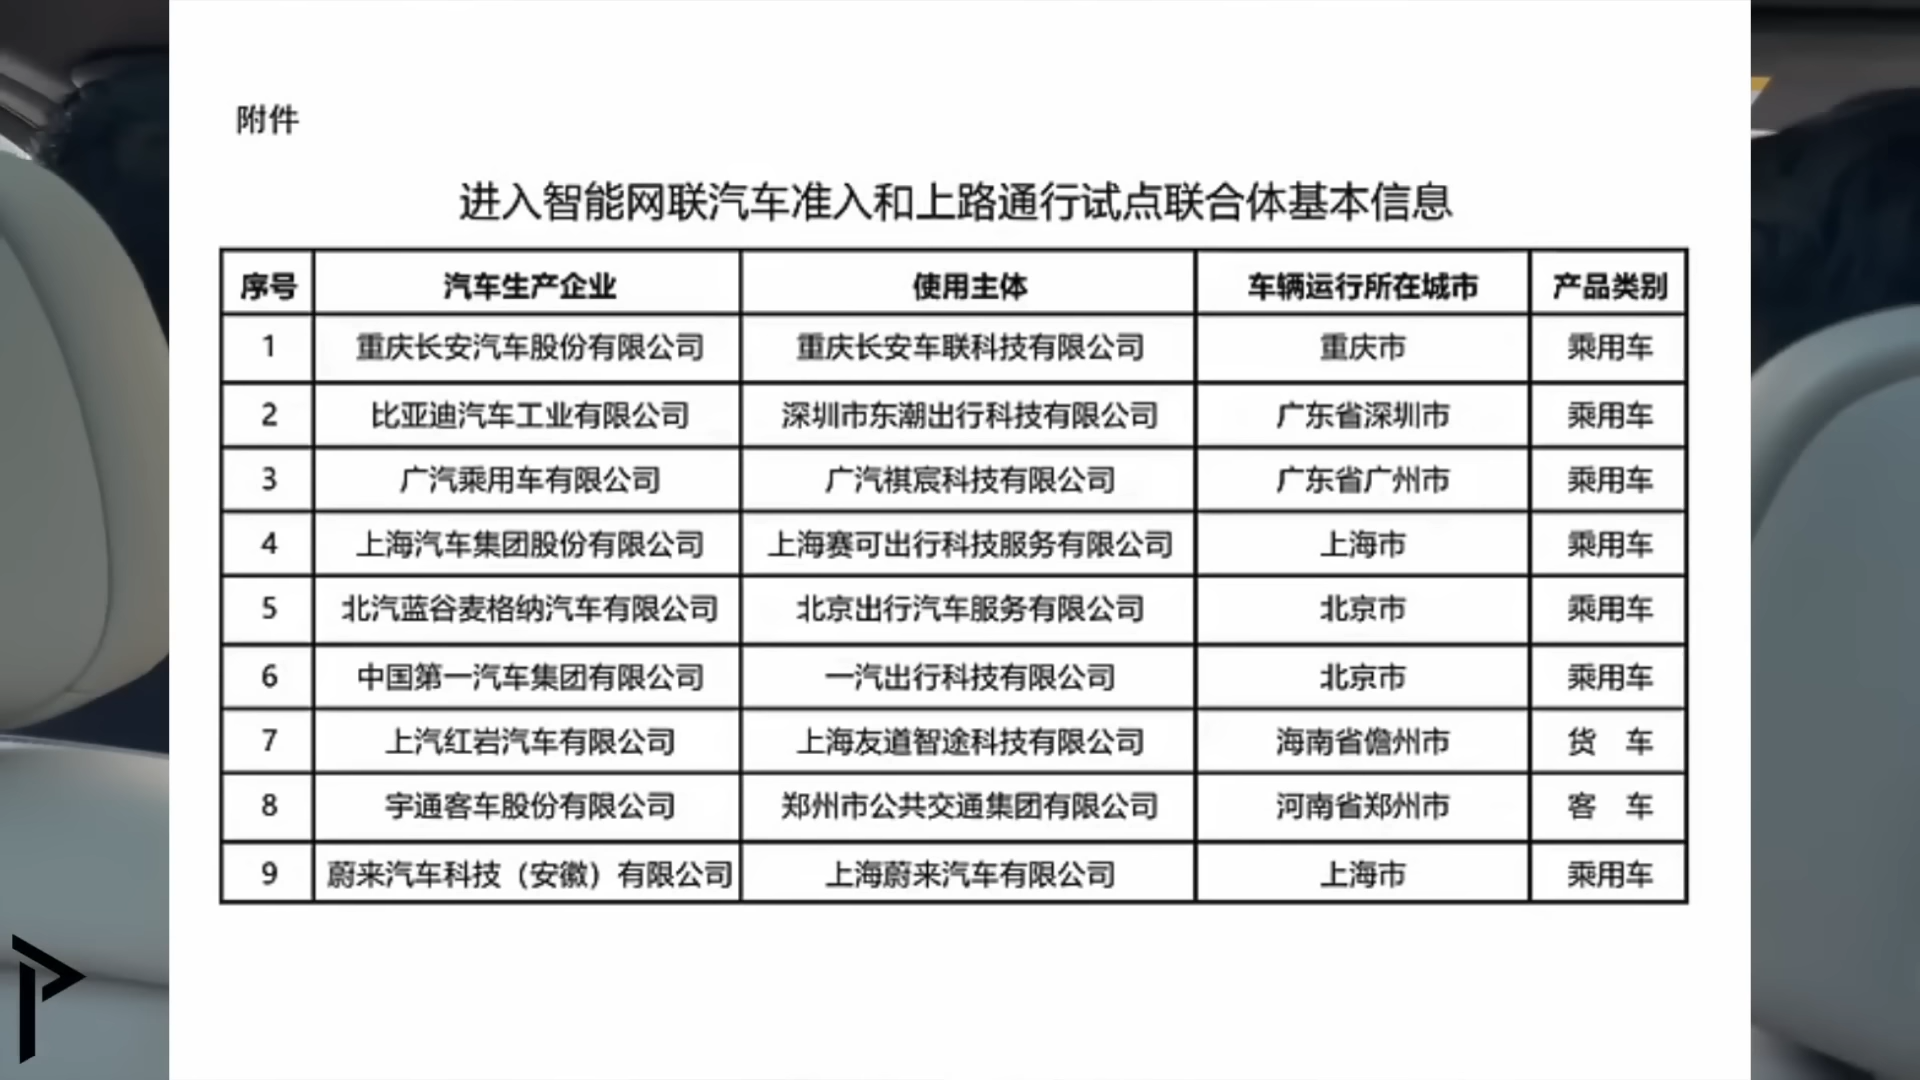 附件
进入智能网联汽车准入和上路通行试点联合体基本信息
序号 汽车生产企业 使用主体 车辆运行所在城市 产品类别
1 重庆长安汽车股份有限公司 重庆长安车联科技有限公司 重庆市 乘用车
2 比亚迪汽车工业有限公司 深圳市东潮出行科技有限公司 广东省深圳市 乘用车
3 广汽乘用车有限公司 广汽祺宸科技有限公司 广东省广州市 乘用车
4 上海汽车集团股份有限公司 上海赛可出行科技服务有限公司 上海市 乘用车
5 北汽蓝谷麦格纳汽车有限公司 北京出行汽车服务有限公司 北京市 乘用车
6 中国第一汽车集团有限公司 一汽出行科技有限公司 北京市 乘用车
7 上汽红岩汽车有限公司 上海友道智途科技有限公司 海南省儋州市 货 车
8 宇通客车股份有限公司 郑州市公共交通集团有限公司 河南省郑州市 客 车
9 蔚来汽车科技（安徽）有限公司 上海蔚来汽车有限公司 上海市 乘用车